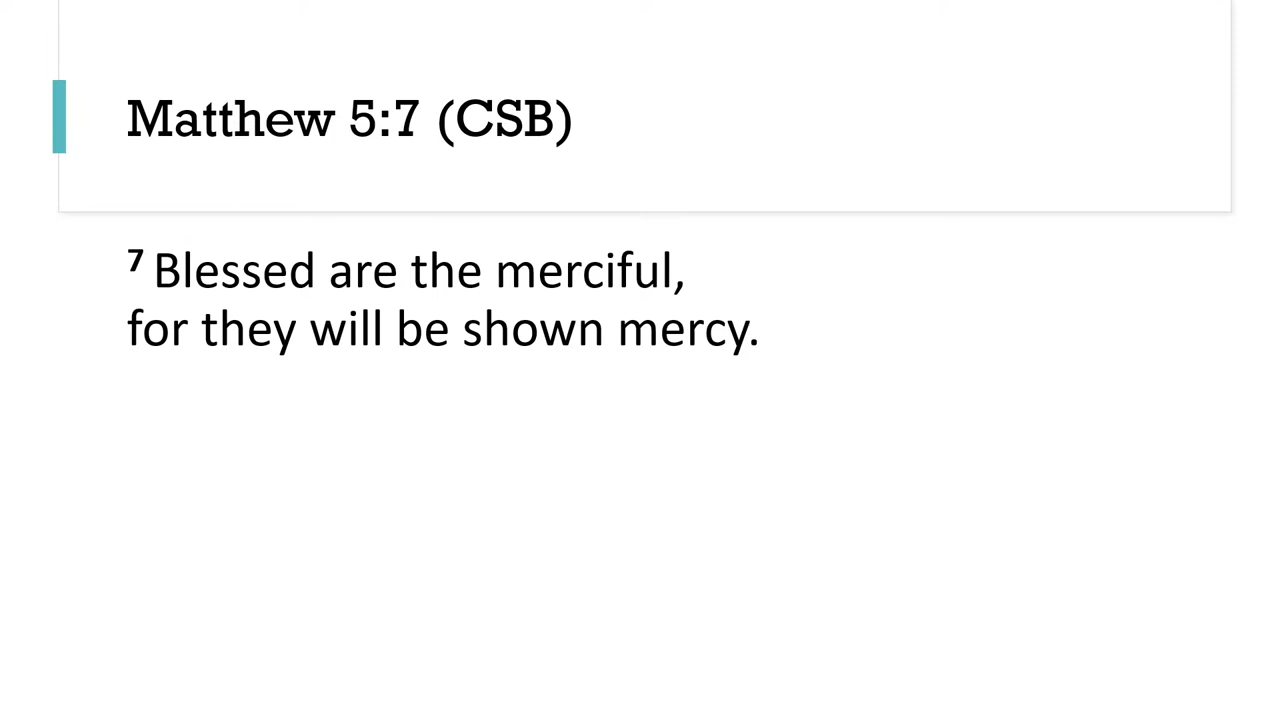 Matthew 5:7 (CSB)
⁷ Blessed are the merciful,
for they will be shown mercy.